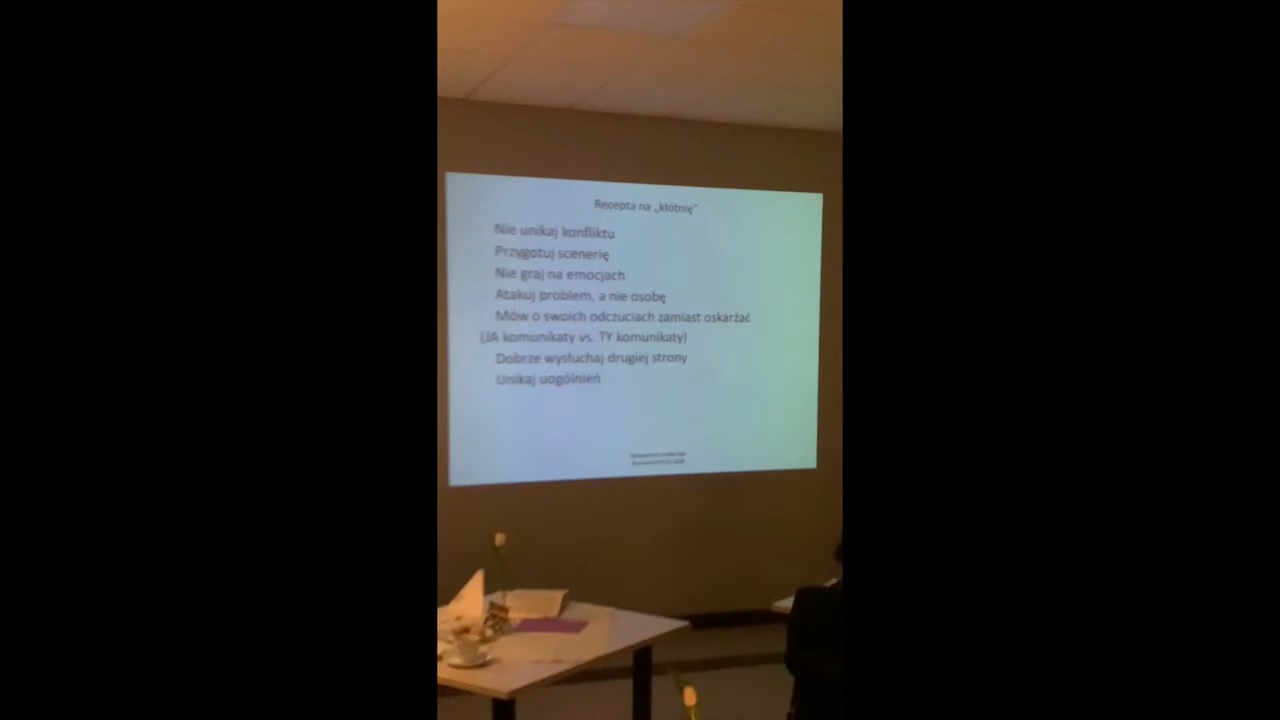 Recepta na „kłótnię”
Nie unikaj konfliktu
Przygotuj scenerię
Nie graj na emocjach
Atakuj problem, a nie osobę
Mów o swoich odczuciach zamiast oskarżać
(JA komunikaty vs. TY komunikaty)
Dobrze wysłuchaj drugiej strony
Unikaj uogólnień